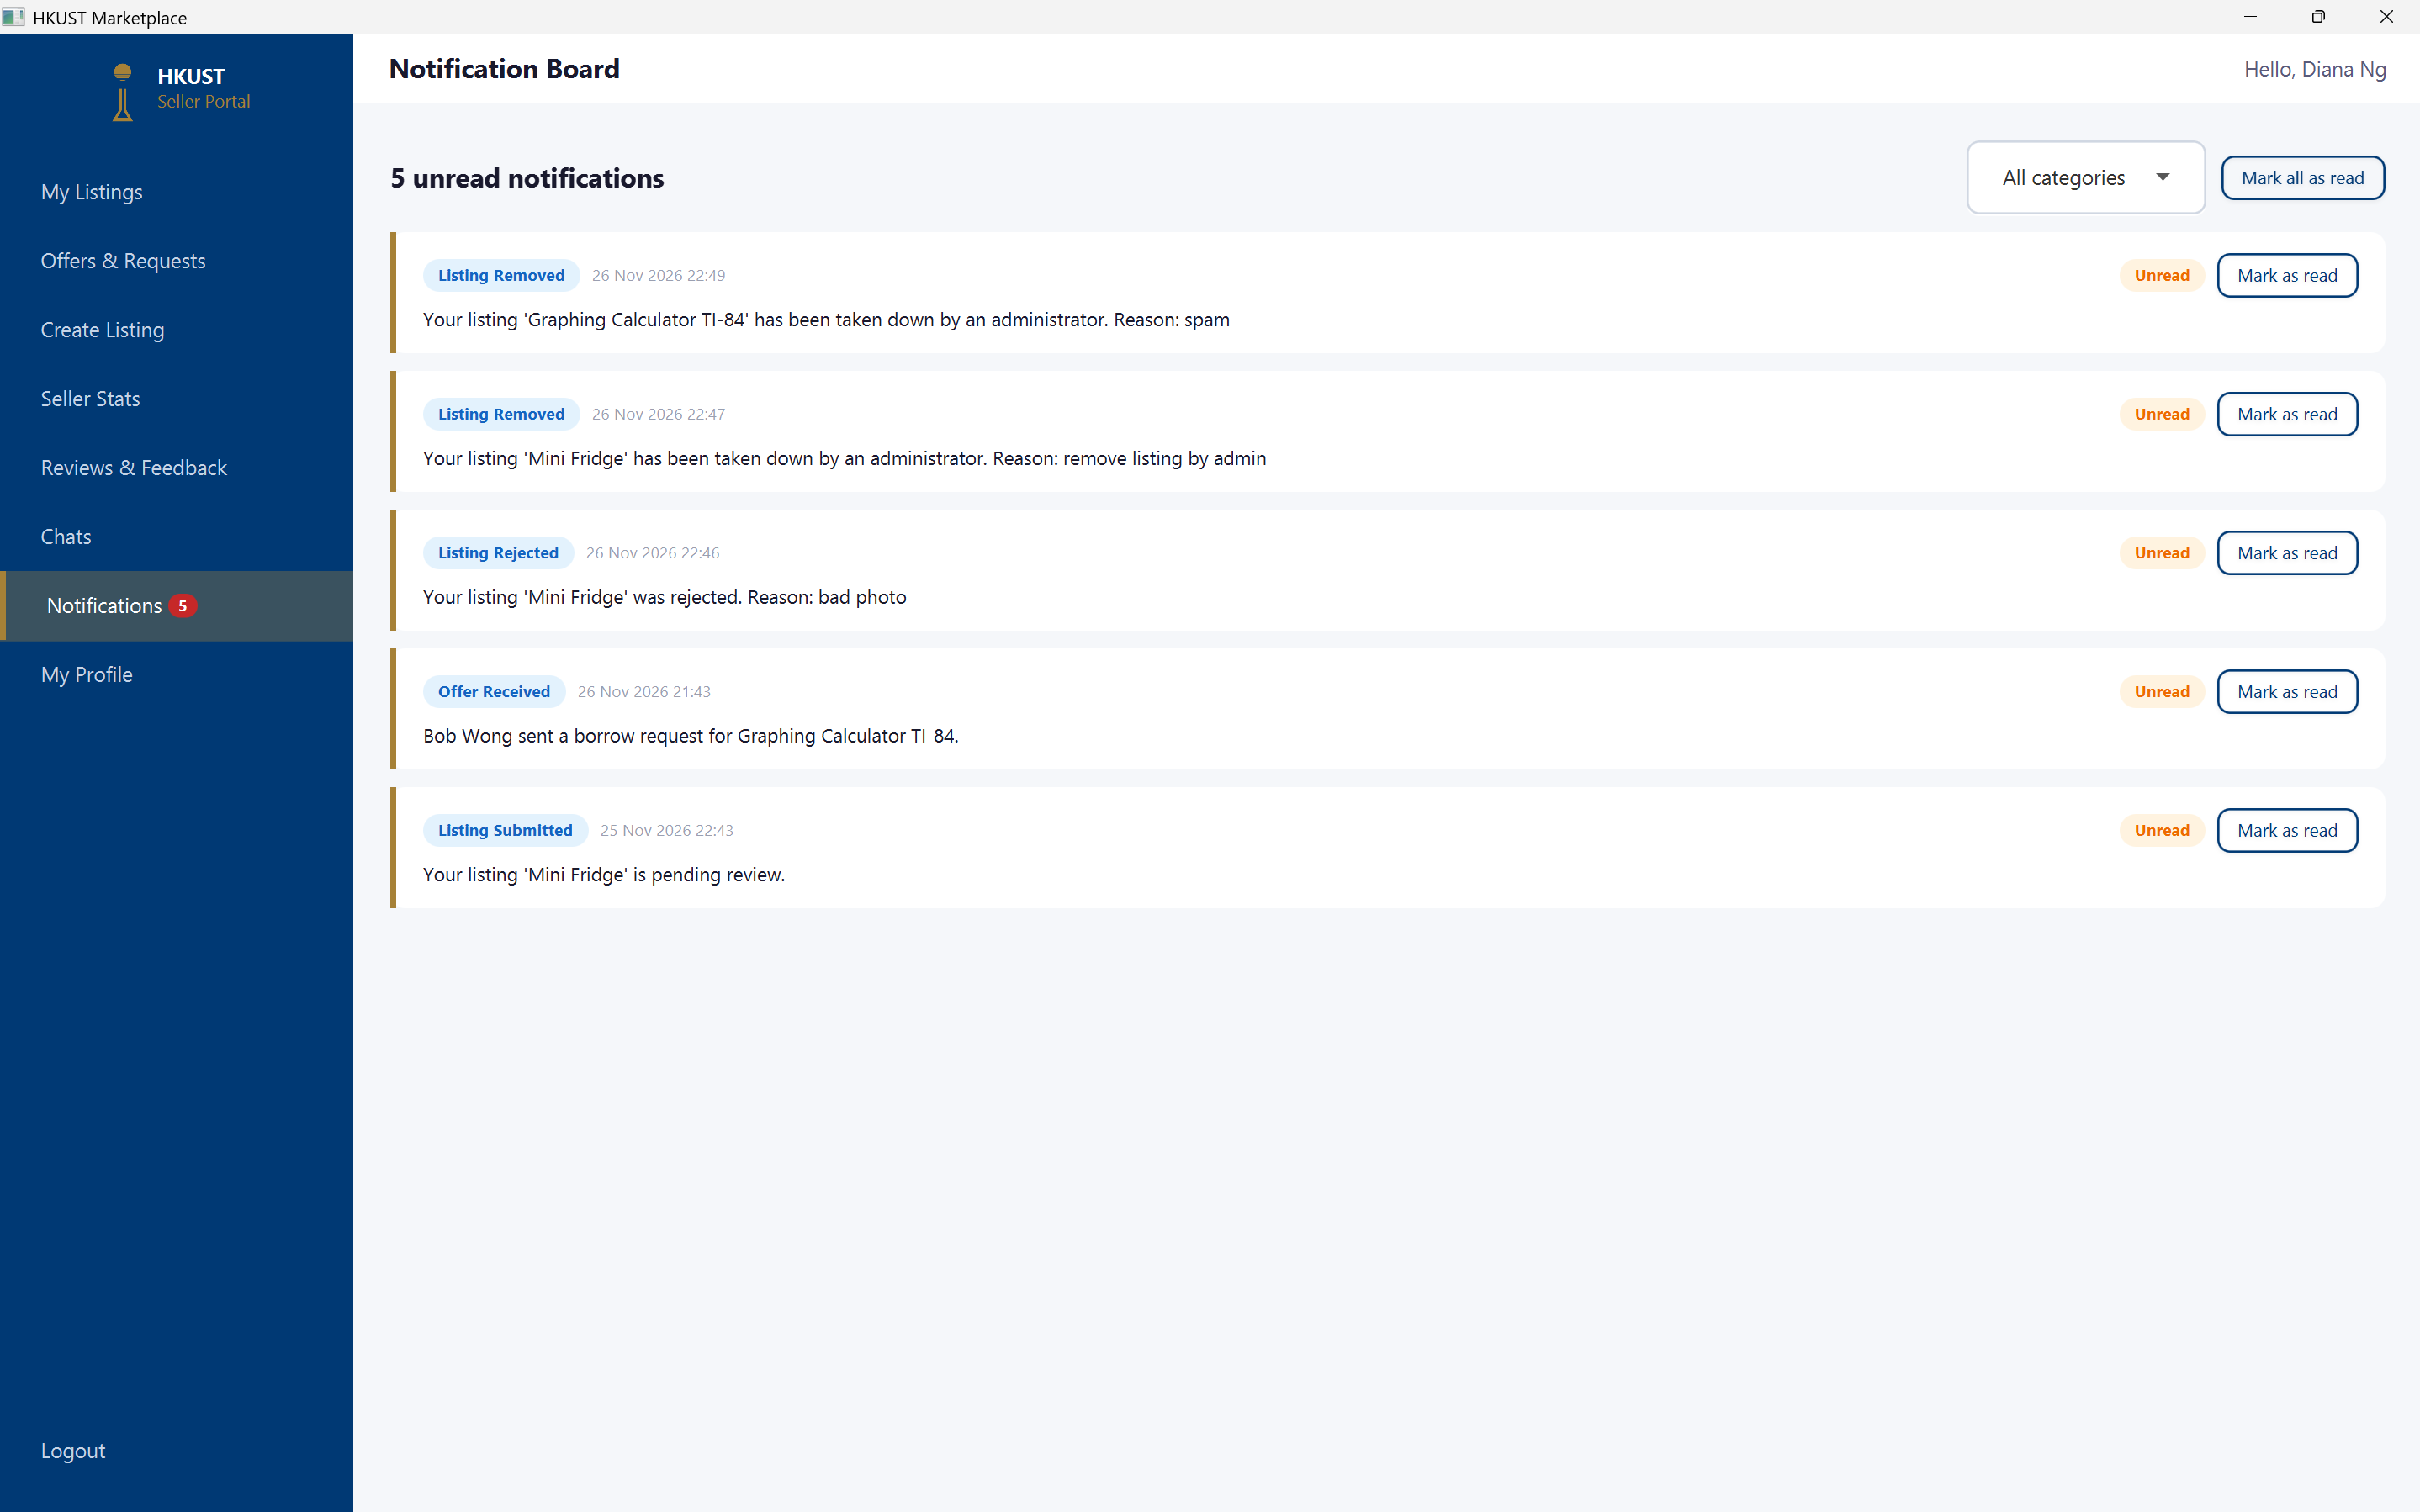 HKUST Marketplace
HKUST
Seller Portal
My Listings
Offers & Requests
Create Listing
Seller Stats
Reviews & Feedback
Chats
Notifications 5
My Profile
Logout
Notification Board
Hello, Diana Ng
5 unread notifications
All categories
Mark all as read
Listing Removed 26 Nov 2026 22:49 Unread Mark as read
Your listing 'Graphing Calculator TI-84' has been taken down by an administrator. Reason: spam
Listing Removed 26 Nov 2026 22:47 Unread Mark as read
Your listing 'Mini Fridge' has been taken down by an administrator. Reason: remove listing by admin
Listing Rejected 26 Nov 2026 22:46 Unread Mark as read
Your listing 'Mini Fridge' was rejected. Reason: bad photo
Offer Received 26 Nov 2026 21:43 Unread Mark as read
Bob Wong sent a borrow request for Graphing Calculator TI-84.
Listing Submitted 25 Nov 2026 22:43 Unread Mark as read
Your listing 'Mini Fridge' is pending review.